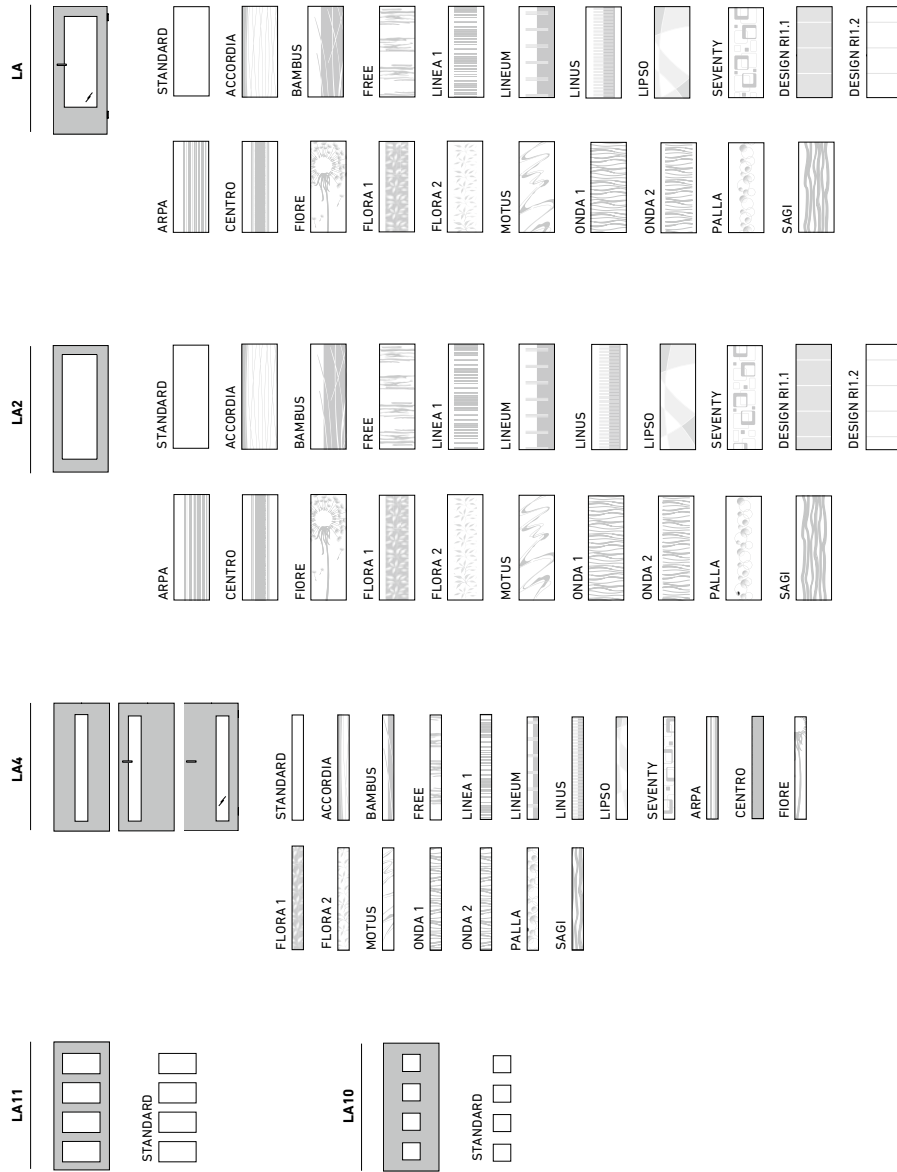 LA11
STANDARD
LA10
STANDARD
LA4
FLORA 1
FLORA 2
MOTUS
ONDA 1
ONDA 2
PALLA
SAGI
STANDARD
ACCORDIA
BAMBUS
FREE
LINEA 1
LINEUM
LINUS
LIPSO
SEVENTY
ARPA
CENTRO
FIORE
LA2
ARPA
CENTRO
FIORE
FLORA 1
FLORA 2
MOTUS
ONDA 1
ONDA 2
PALLA
SAGI
STANDARD
ACCORDIA
BAMBUS
FREE
LINEA 1
LINEUM
LINUS
LIPSO
SEVENTY
DESIGN RI1.1
DESIGN RI1.2
LA
ARPA
CENTRO
FIORE
FLORA 1
FLORA 2
MOTUS
ONDA 1
ONDA 2
PALLA
SAGI
STANDARD
ACCORDIA
BAMBUS
FREE
LINEA 1
LINEUM
LINUS
LIPSO
SEVENTY
DESIGN RI1.1
DESIGN RI1.2